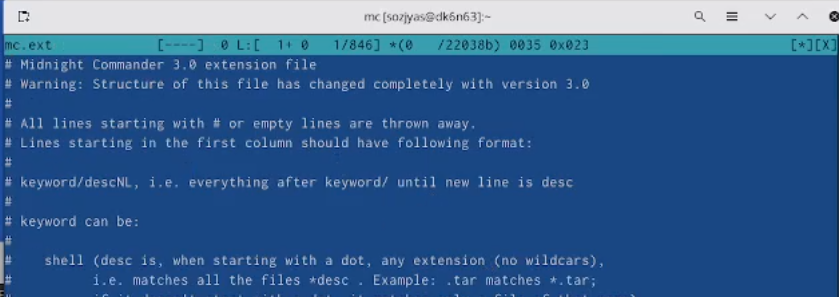 mc [sozjyas@dk6n63]:~
mc.ext [----] 0 L:[ 1+ 0 1/846] *(0 /22038b) 0035 0x023 [*][X]
# Midnight Commander 3.0 extension file
# Warning: Structure of this file has changed completely with version 3.0
#
# All lines starting with # or empty lines are thrown away.
# Lines starting in the first column should have following format:
#
# keyword/descNL, i.e. everything after keyword/ until new line is desc
#
# keyword can be:
#
# shell (desc is, when starting with a dot, any extension (no wildcars),
# i.e. matches all the files *desc . Example: .tar matches *.tar;